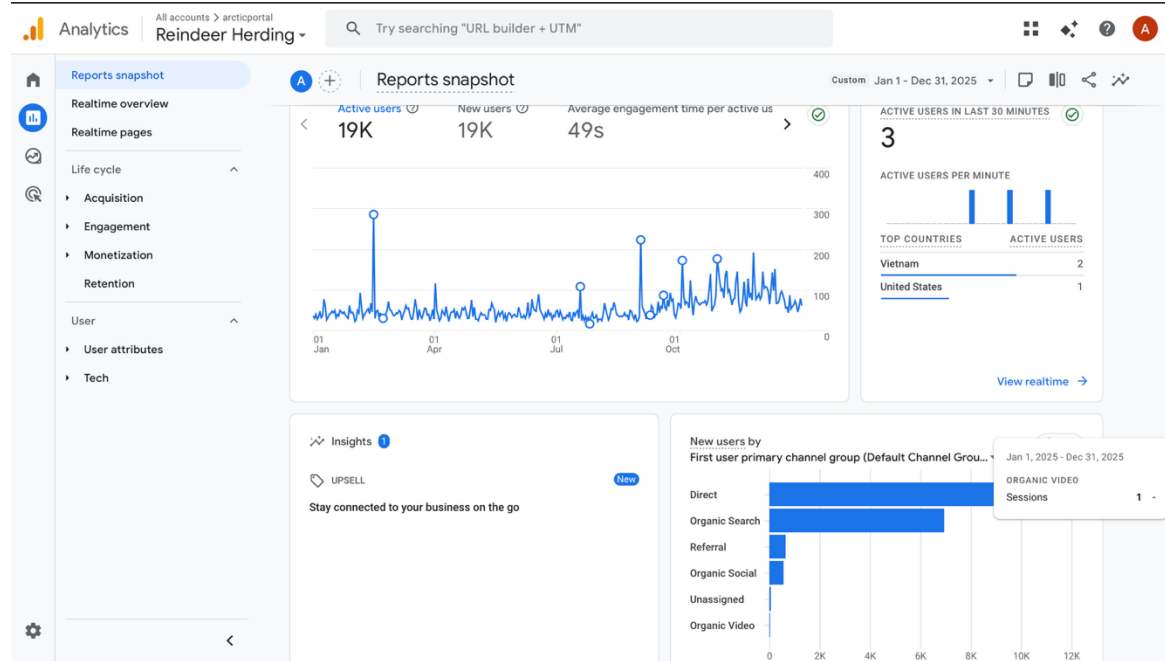 All accounts > arcticportal
Analytics
Reindeer Herding
Try searching "URL builder + UTM"
A
Reports snapshot
Realtime overview
Realtime pages
Life cycle
Acquisition
Engagement
Monetization
Retention
User
User attributes
Tech
A
Reports snapshot
Custom Jan 1 - Dec 31, 2025
Active users
New users
Average engagement time per active us
19K
19K
49s
400
300
200
100
0
01
Jan
01
Apr
01
Jul
01
Oct
ACTIVE USERS IN LAST 30 MINUTES
3
ACTIVE USERS PER MINUTE
TOP COUNTRIES ACTIVE USERS
Vietnam 2
United States 1
View realtime
Insights 1
UPSELL New
Stay connected to your business on the go
New users by
First user primary channel group (Default Channel Grou...
Direct
Organic Search
Referral
Organic Social
Unassigned
Organic Video
0 2K 4K 6K 8K 10K 12K
Jan 1, 2025 - Dec 31, 2025
ORGANIC VIDEO
Sessions 1 -